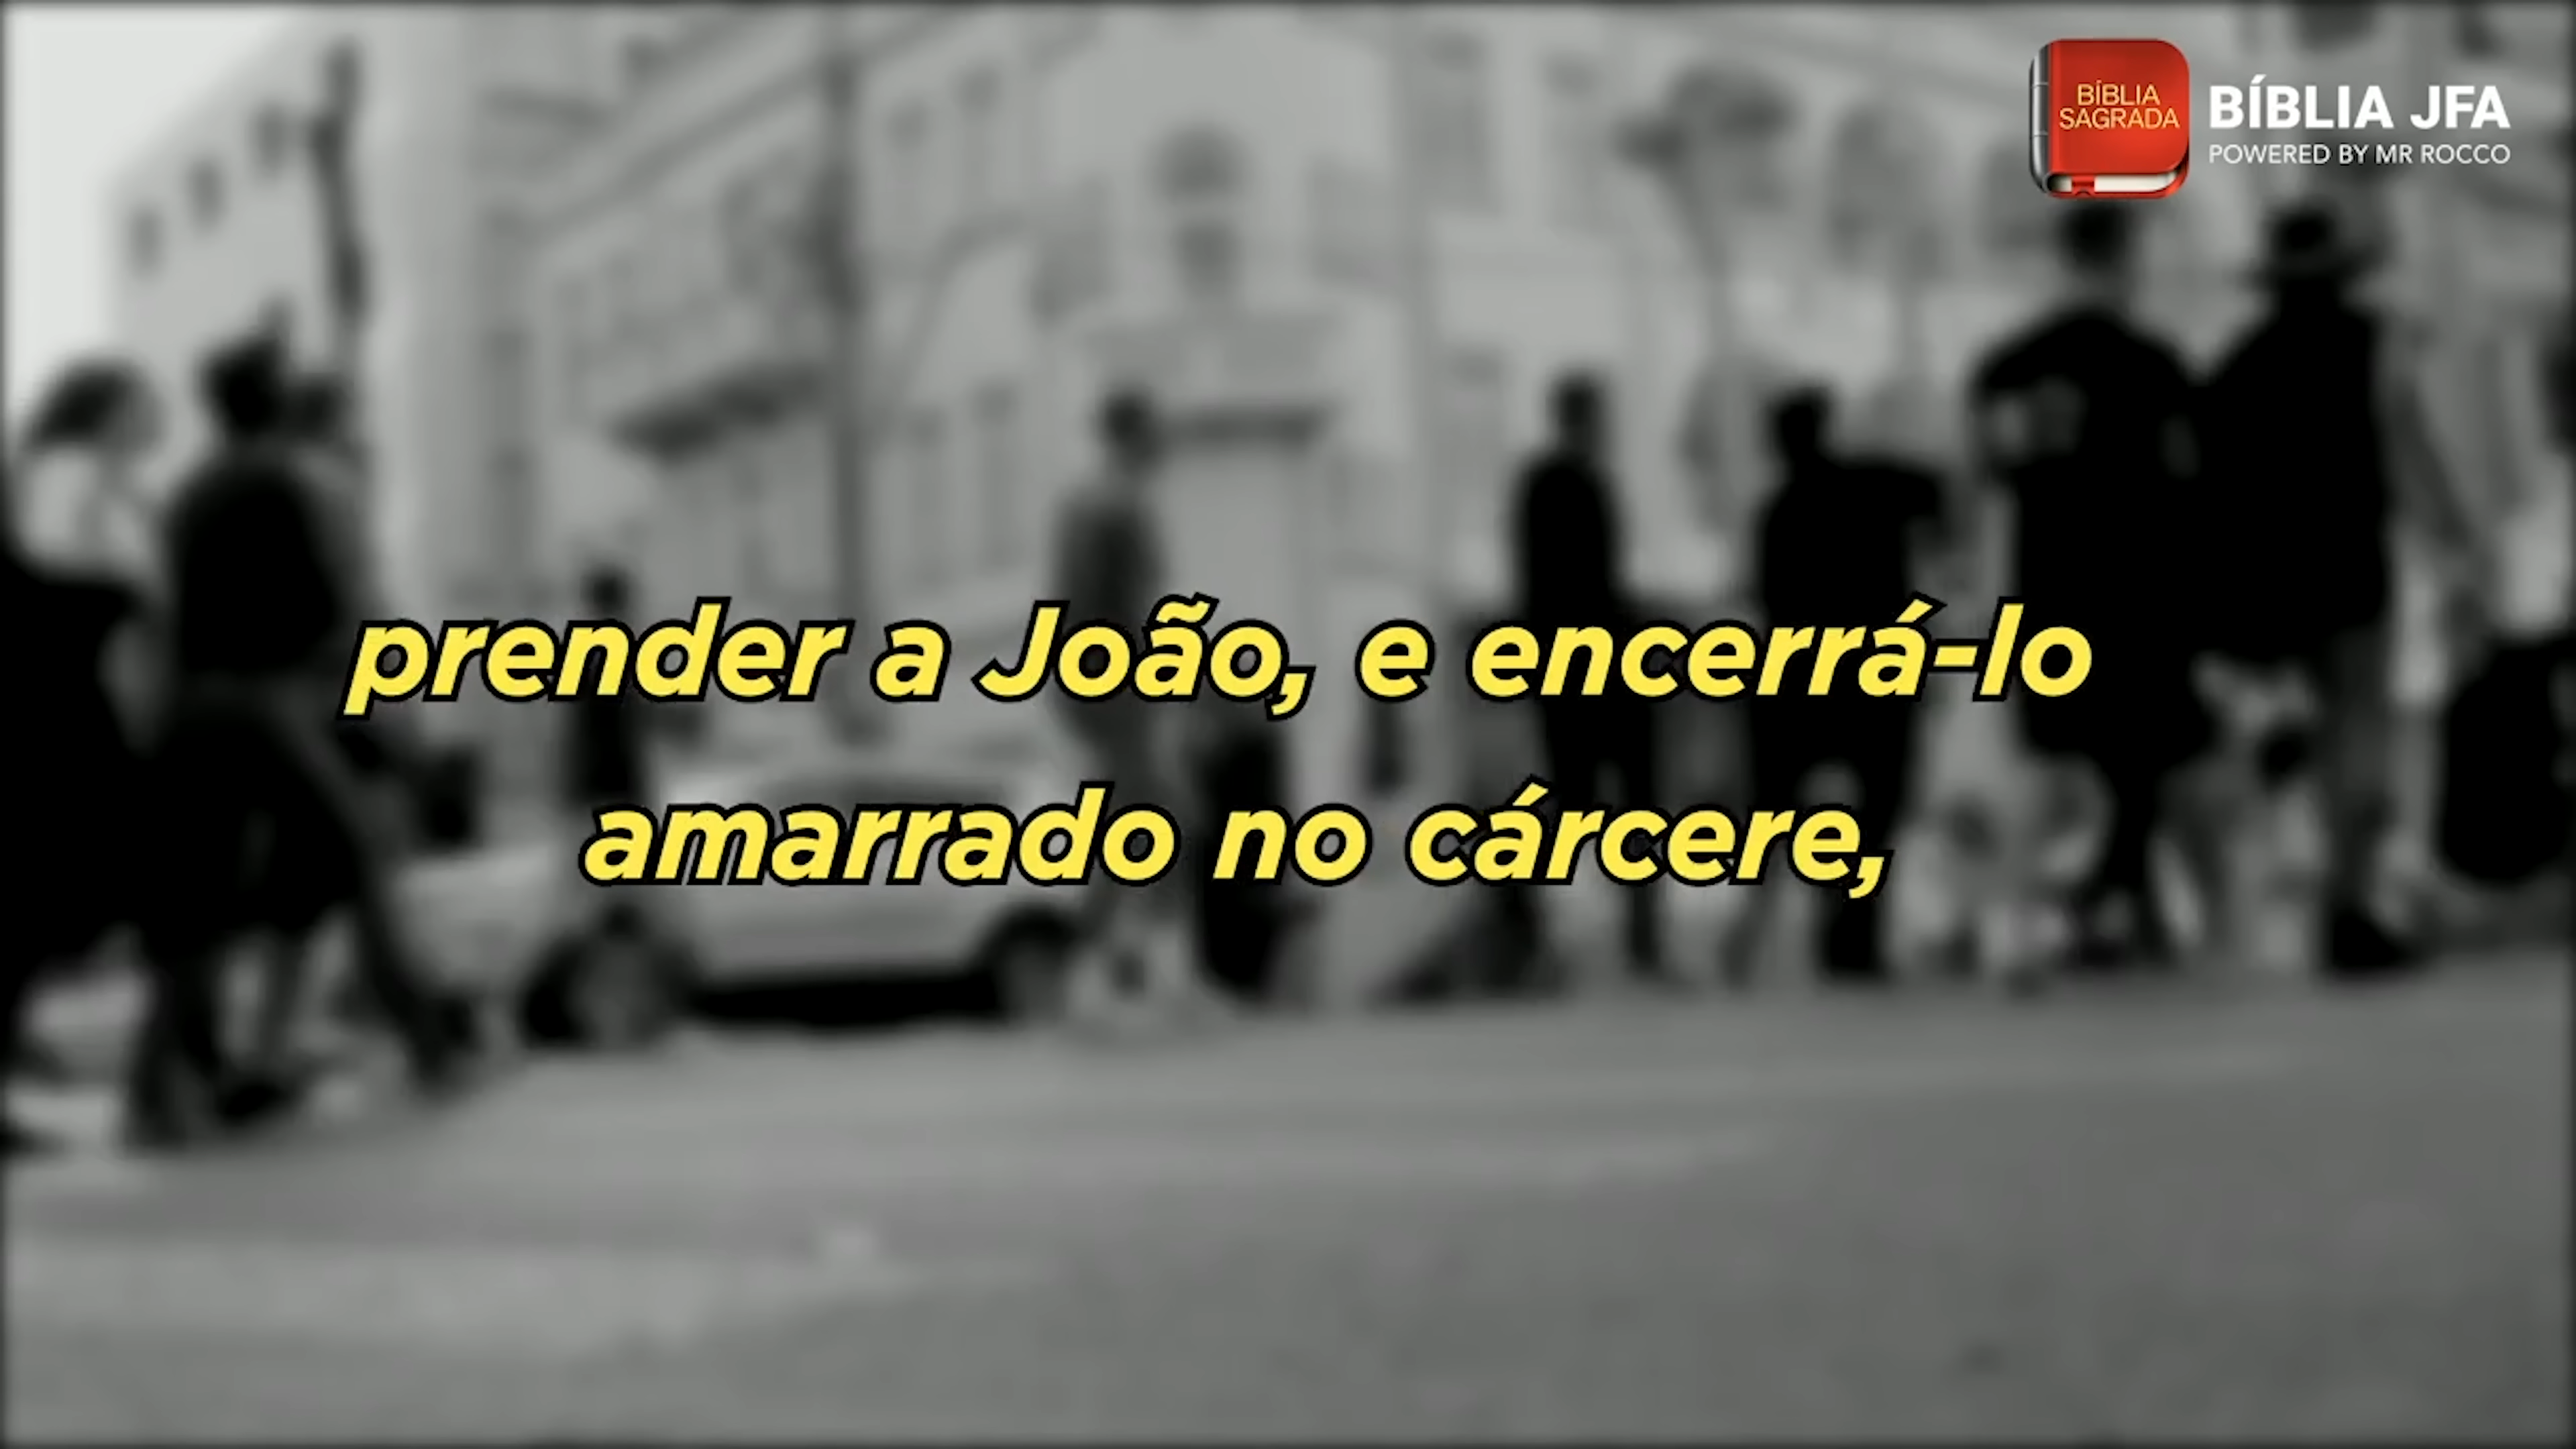 BÍBLIA
SAGRADA
BÍBLIA JFA
POWERED BY MR ROCCO
prender a João, e encerrá-lo
amarrado no cárcere,